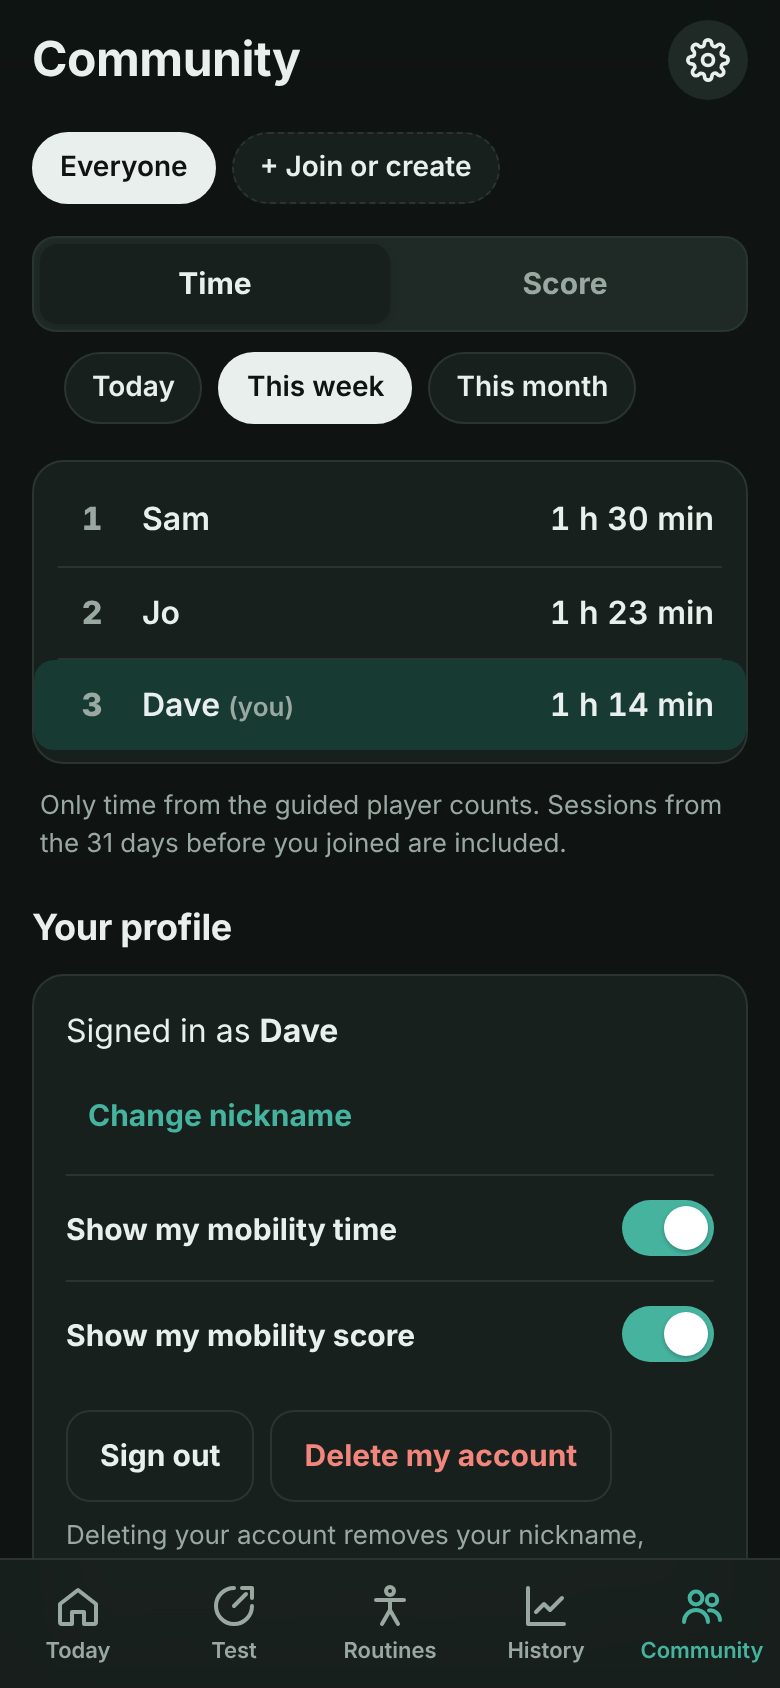 Community
Everyone
+ Join or create
Time
Score
Today
This week
This month
1 Sam 1 h 30 min
2 Jo 1 h 23 min
3 Dave (you) 1 h 14 min
Only time from the guided player counts. Sessions from
the 31 days before you joined are included.
Your profile
Signed in as Dave
Change nickname
Show my mobility time
Show my mobility score
Sign out
Delete my account
Deleting your account removes your nickname,
Today
Test
Routines
History
Community